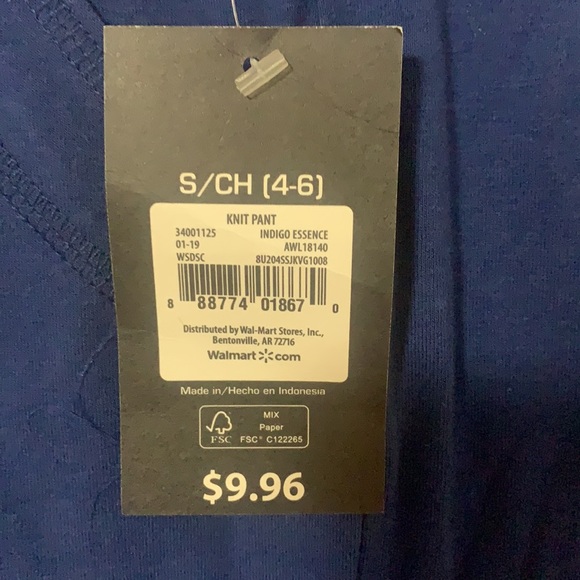 S/CH (4-6)
KNIT PANT
34001125 INDIGO ESSENCE
01-19 AWL18140
WSDSC 8U204SSJKVG1008
8 88774 01867 0
Distributed by Wal-Mart Stores, Inc.,
Bentonville, AR 72716
Walmart com
Made in/Hecho en Indonesia
MIX
Paper
FSC FSC® C122265
$9.96